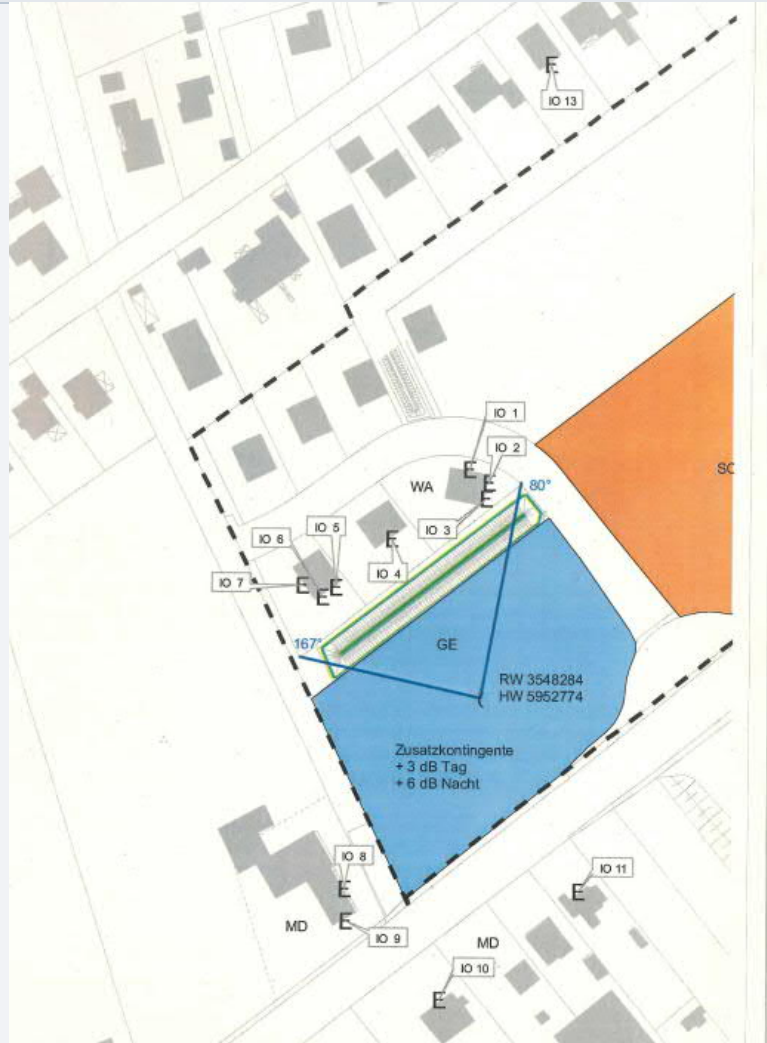 E
IO 13
IO 1
E
IO 2
E
SO
WA
80°
E
IO 3
IO 5
IO 6
E
IO 4
IO 7
E
E
E
167°
GE
RW 3548284
HW 5952774
Zusatzkontingente
+ 3 dB Tag
+ 6 dB Nacht
IO 8
E
IO 11
E
MD
E
IO 9
MD
IO 10
E